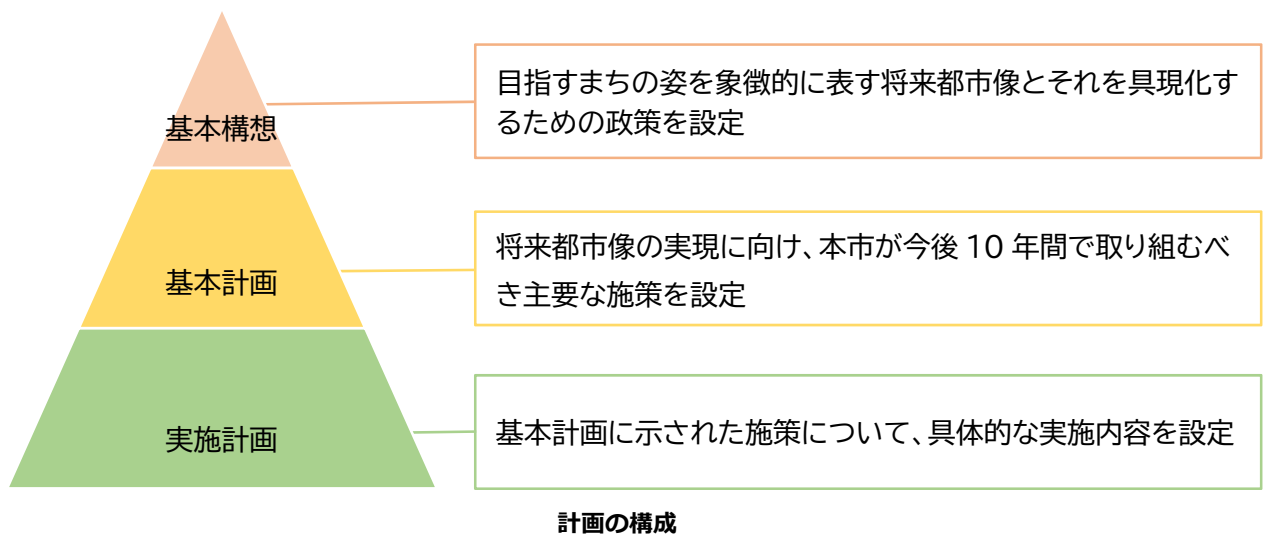 基本構想
目指すまちの姿を象徴的に表す将来都市像とそれを具現化す
るための政策を設定
基本計画
将来都市像の実現に向け、本市が今後 10 年間で取り組むべ
き主要な施策を設定
実施計画
基本計画に示された施策について、具体的な実施内容を設定
計画の構成